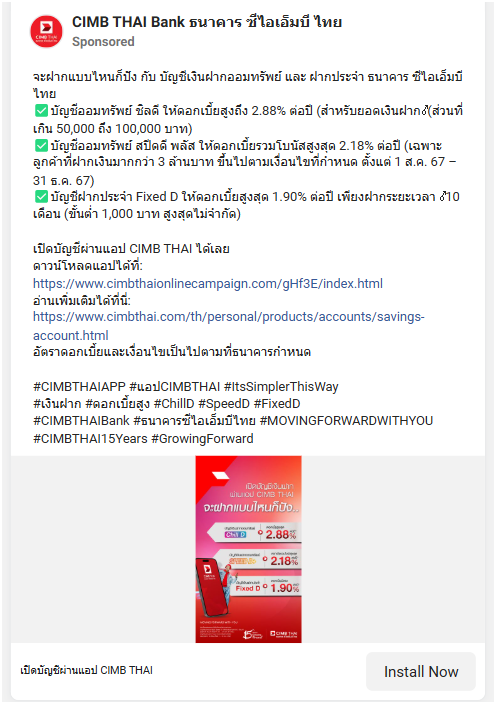 CIMB THAI Bank ธนาคาร ซีไอเอ็มบี ไทย
Sponsored
จะฝากแบบไหนก็ปัง กับ บัญชีเงินฝากออมทรัพย์ และ ฝากประจำ ธนาคาร ซีไอเอ็มบี
ไทย
✅บัญชีออมทรัพย์ ชิลดี ให้ดอกเบี้ยสูงถึง 2.88% ต่อปี (สำหรับยอดเงินฝาก๙(ส่วนที่
เกิน 50,000 ถึง 100,000 บาท)
✅บัญชีออมทรัพย์ สปีดดี พลัส ให้ดอกเบี้ยรวมโบนัสสูงสุด 2.18% ต่อปี (เฉพาะ
ลูกค้าที่ฝากเงินมากกว่า 3 ล้านบาท ขึ้นไปตามเงื่อนไขที่กำหนด ตั้งแต่ 1 ส.ค. 67 –
31 ธ.ค. 67)
✅บัญชีฝากประจำ Fixed D ให้ดอกเบี้ยสูงสุด 1.90% ต่อปี เพียงฝากระยะเวลา ๙10
เดือน (ขั้นต่ำ 1,000 บาท สูงสุดไม่จำกัด)
เปิดบัญชีผ่านแอป CIMB THAI ได้เลย
ดาวน์โหลดแอปได้ที่:
https://www.cimbthaionlinecampaign.com/gHf3E/index.html
อ่านเพิ่มเติมได้ที่นี่:
https://www.cimbthai.com/th/personal/products/accounts/savings-
account.html
อัตราดอกเบี้ยและเงื่อนไขเป็นไปตามที่ธนาคารกำหนด
#CIMBTHAIAPP #แอปCIMBTHAI #ItsSimplerThisWay
#เงินฝาก #ดอกเบี้ยสูง #ChillD #SpeedD #FixedD
#CIMBTHAIBank #ธนาคารซีไอเอ็มบีไทย #MOVINGFORWARDWITHYOU
#CIMBTHAI15Years #GrowingForward
เปิดบัญชีเงินฝาก
ผ่านแอป CIMB THAI
จะฝากแบบไหนก็ปัง...
Chill D
2.88%
2.18%
Fixed D
1.90%
CIMB THAI
เปิดบัญชีผ่านแอป CIMB THAI
Install Now